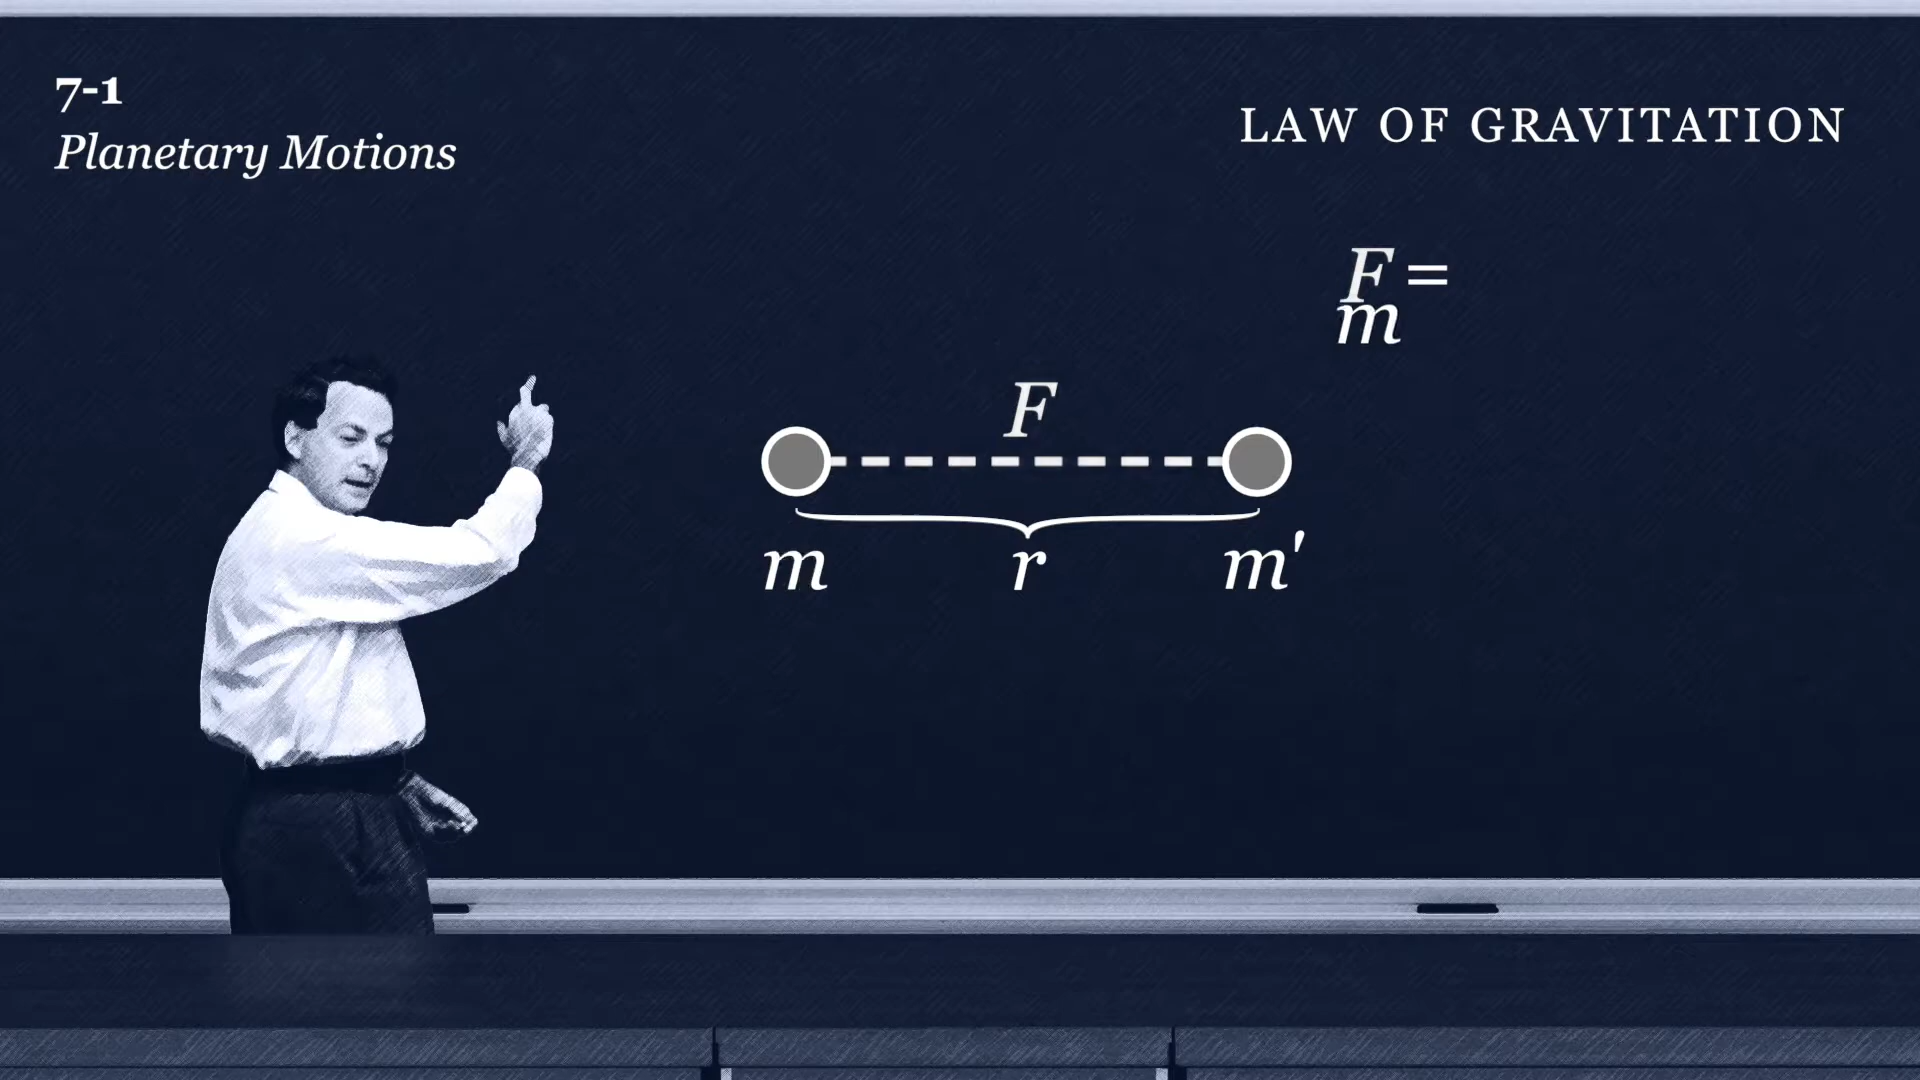 7-1
Planetary Motions
LAW OF GRAVITATION
F =
m
F
m r m'